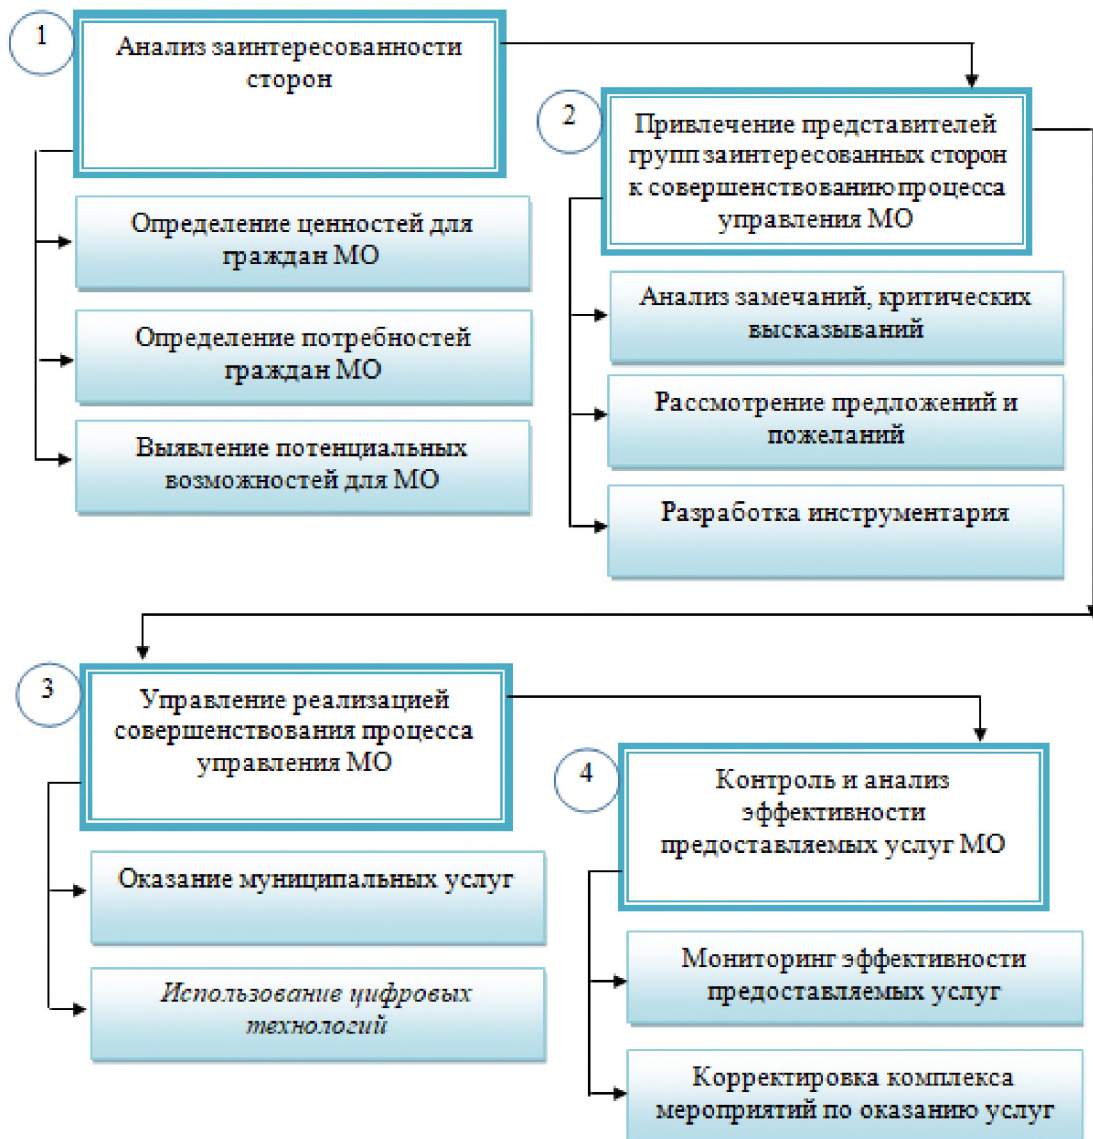 1
Анализ заинтересованности
сторон
Определение ценностей для
граждан МО
Определение потребностей
граждан МО
Выявление потенциальных
возможностей для МО
2
Привлечение представителей
групп заинтересованных сторон
к совершенствованию процесса
управления МО
Анализ замечаний, критических
высказываний
Рассмотрение предложений и
пожеланий
Разработка инструментария
3
Управление реализацией
совершенствования процесса
управления МО
Оказание муниципальных услуг
Использование цифровых
технологий
4
Контроль и анализ
эффективности
предоставляемых услуг МО
Мониторинг эффективности
предоставляемых услуг
Корректировка комплекса
мероприятий по оказанию услуг